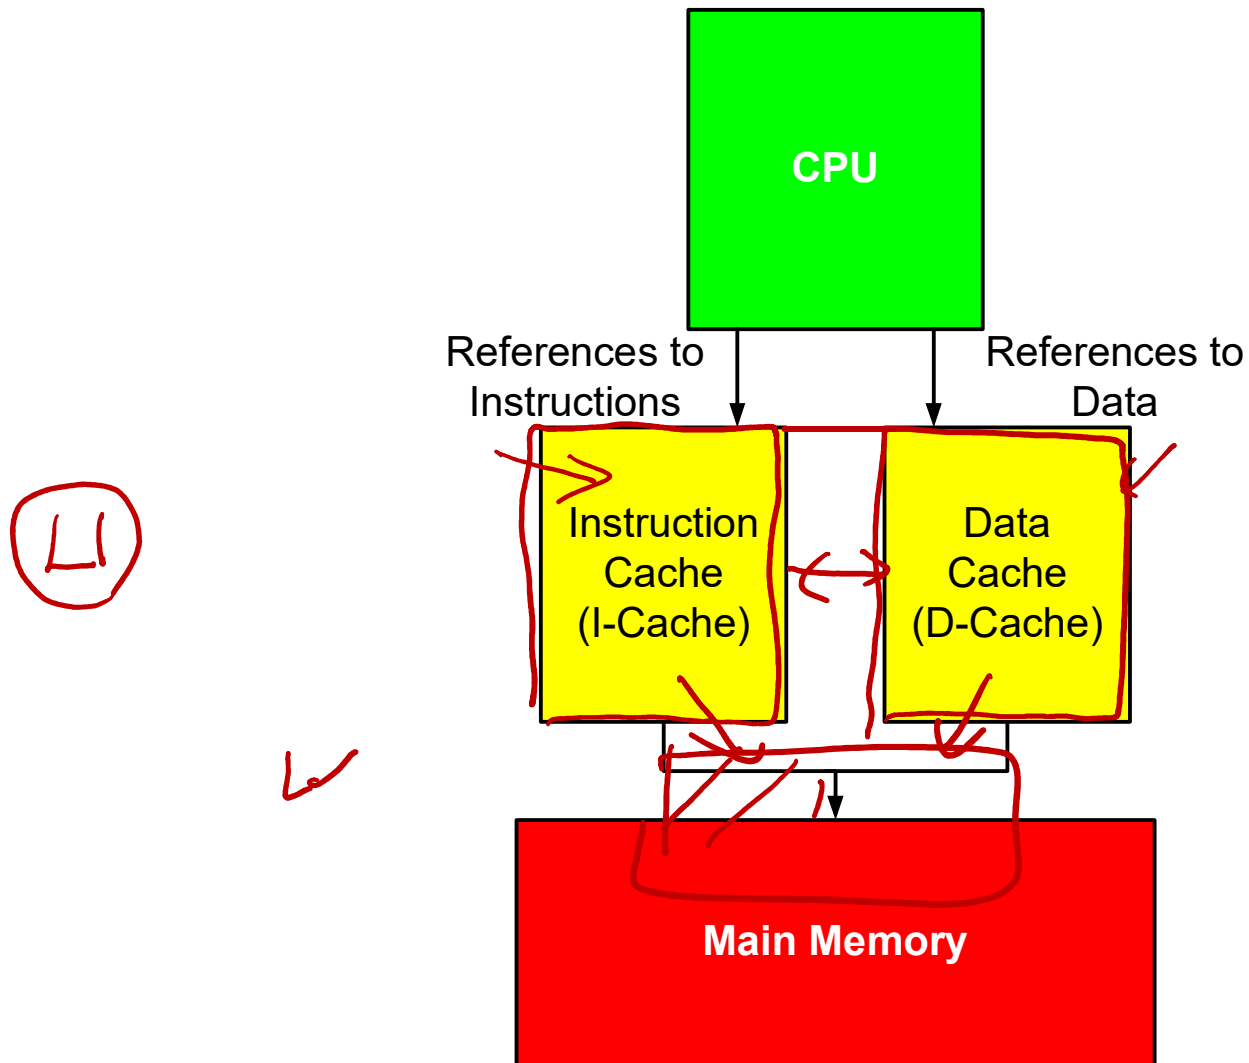 CPU
References to
Instructions
References to
Data
Instruction
Cache
(I-Cache)
Data
Cache
(D-Cache)
L1
Main Memory